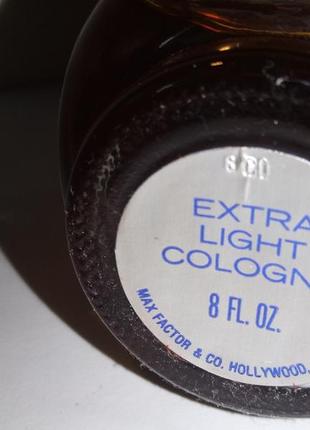 EXTRA
LIGHT
COLOGN
8 FL. OZ.
MAX FACTOR & CO. HOLLYWOOD,